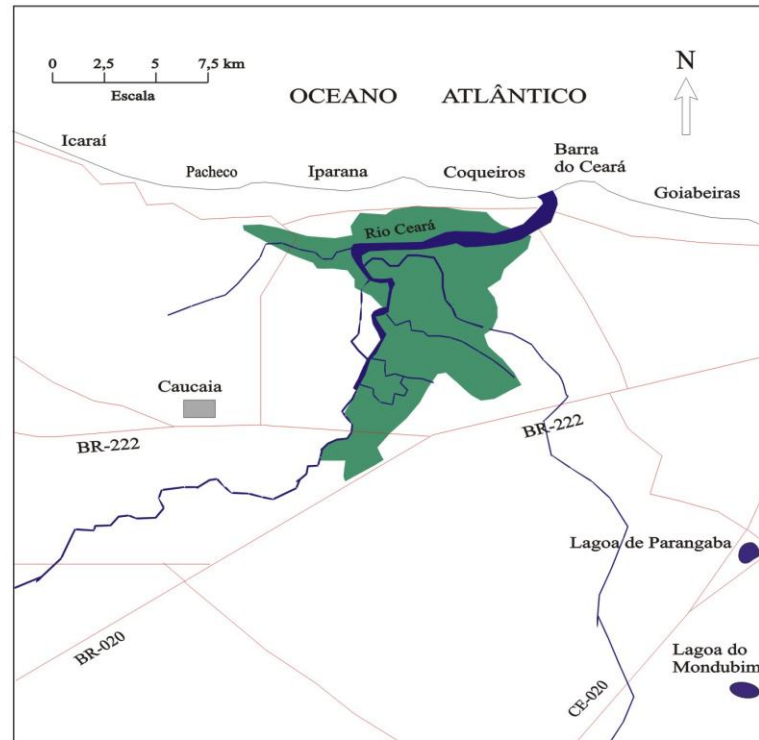 0 2,5 5 7,5 km
Escala
N
OCEANO ATLÂNTICO
Icaraí
Pacheco
Iparana
Coqueiros
Barra
do Ceará
Goiabeiras
Rio Ceará
Caucaia
BR-222
BR-222
Lagoa de Parangaba
BR-020
Lagoa do
Mondubim
CE-020